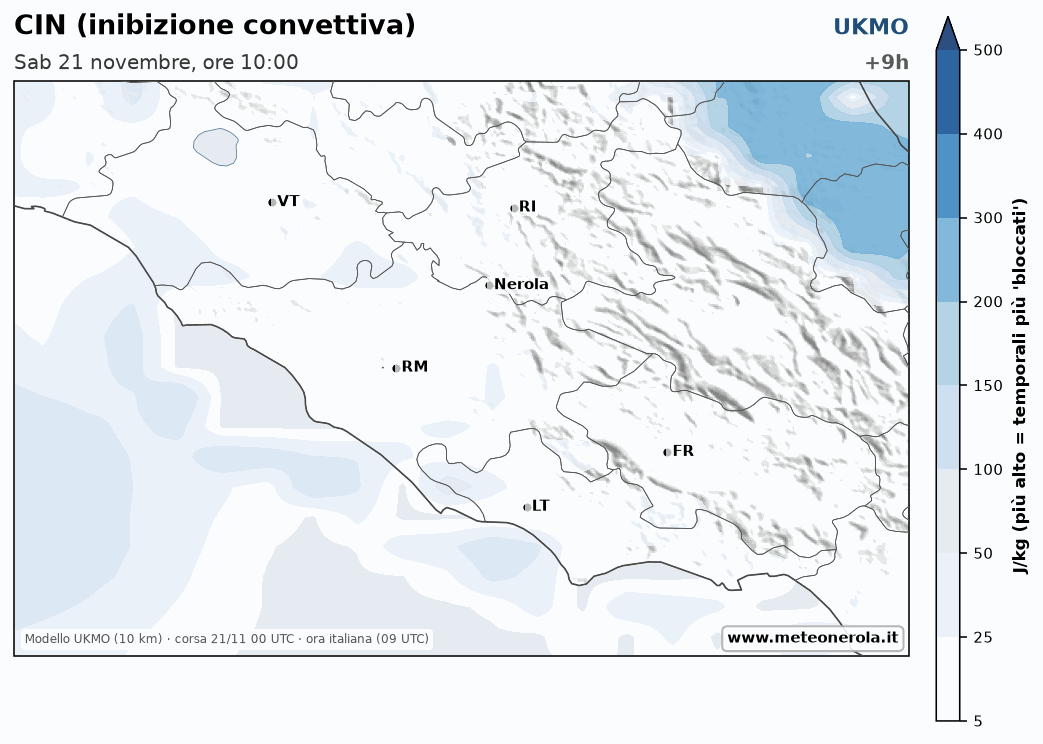 CIN (inibizione convettiva)
UKMO
Sab 21 novembre, ore 10:00
+9h
500
400
300
200
150
100
50
25
5
J/kg (più alto = temporali più 'bloccati')
VT
RI
Nerola
RM
FR
LT
Modello UKMO (10 km) · corsa 21/11 00 UTC · ora italiana (09 UTC)
www.meteonerola.it